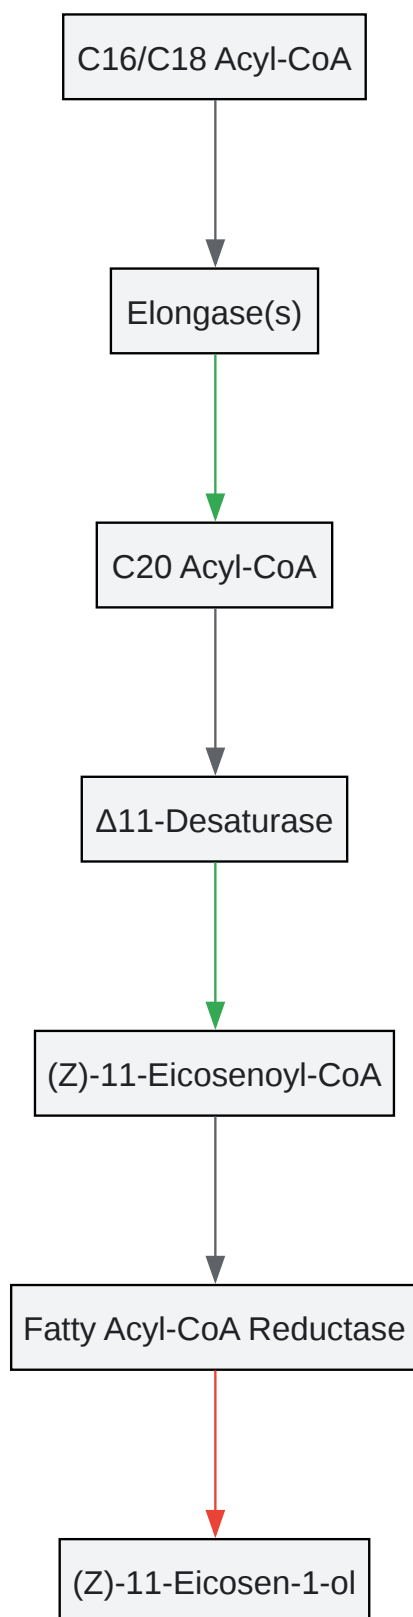 C16/C18 Acyl-CoA
Elongase(s)
C20 Acyl-CoA
Δ11-Desaturase
(Z)-11-Eicosenoyl-CoA
Fatty Acyl-CoA Reductase
(Z)-11-Eicosen-1-ol